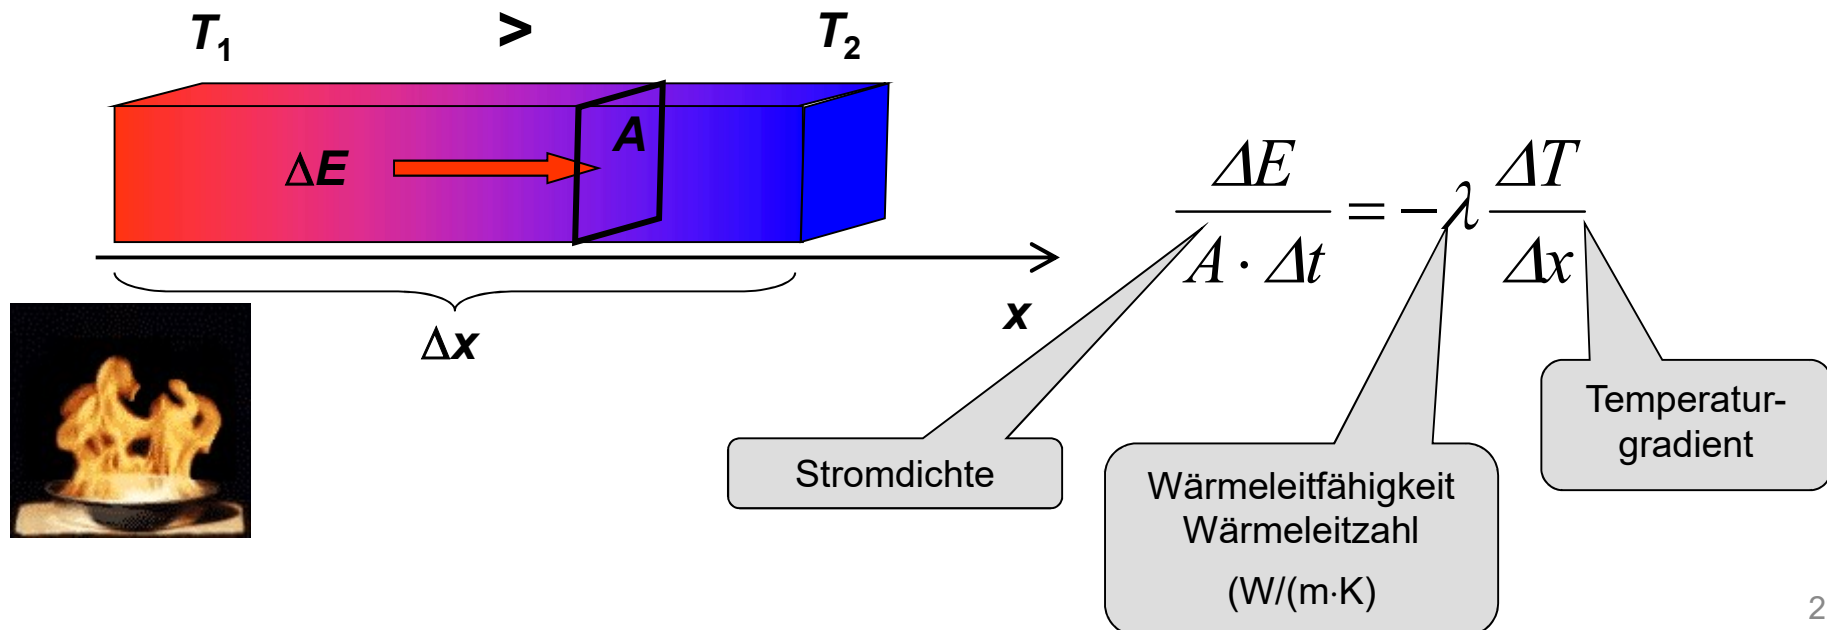 T₁ > T₂
A
ΔE
x
Δx
ΔE / (A · Δt) = −λ ΔT / Δx
Stromdichte
Wärmeleitfähigkeit
Wärmeleitzahl
(W/(m·K)
Temperatur-
gradient
2